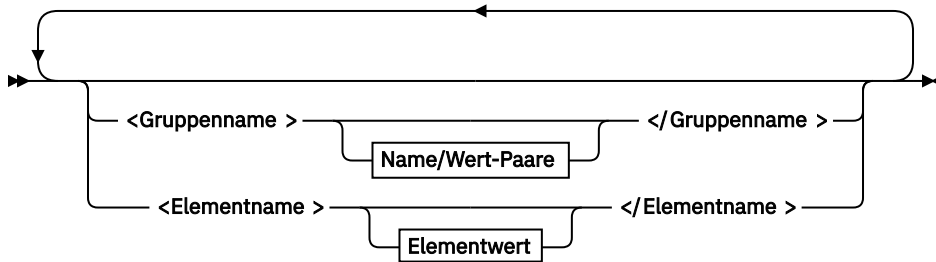 <Gruppenname > </Gruppenname >
Name/Wert-Paare
<Elementname > </Elementname >
Elementwert